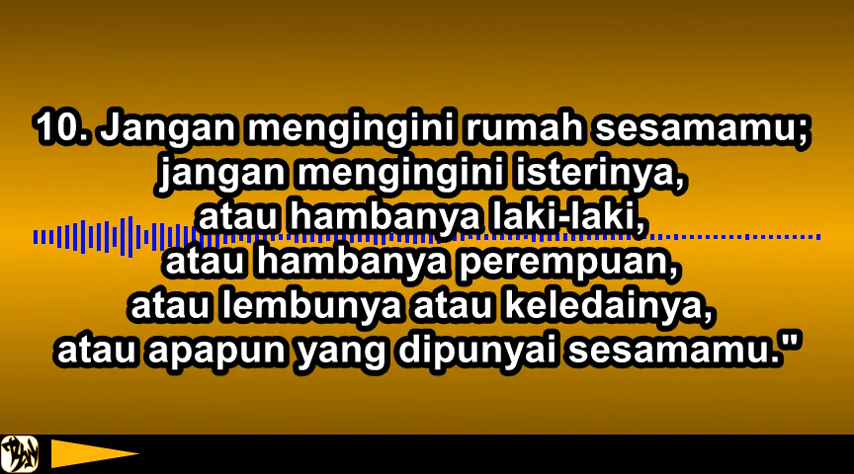 10. Jangan mengingini rumah sesamamu;
jangan mengingini isterinya,
atau hambanya laki-laki,
atau hambanya perempuan,
atau lembunya atau keledainya,
atau apapun yang dipunyai sesamamu."